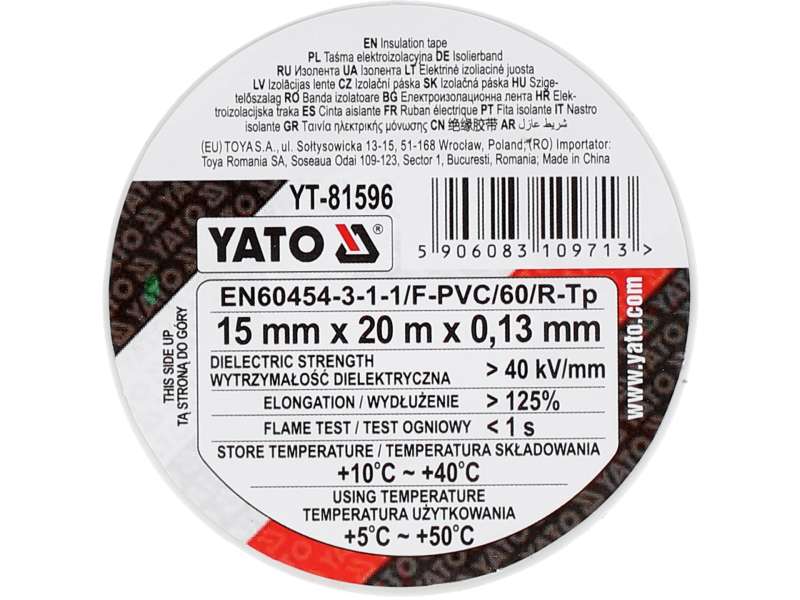 EN Insulation tape
PL Taśma elektroizolacyjna DE Isolierband
RU Изолента UA Ізолента LT Elektrinė izoliacinė juosta
LV Izolācijas lente CZ Izolační páska SK Izolačná páska HU Szige-
telőszalag RO Banda izolatoare BG Електроизолационна лента HR Elek-
troizolacijska traka ES Cinta aislante FR Ruban électrique PT Fita isolante IT Nastro
isolante GR Ταινία ηλεκτρικής μόνωσης CN 绝缘胶带 AR شريط عازل
(EU) TOYA S.A., ul. Sołtysowicka 13-15, 51-168 Wrocław, Poland; (RO) Importator:
Toya Romania SA, Soseaua Odai 109-123, Sector 1, Bucuresti, Romania; Made in China
YT-81596
YATO ®
5 906083 109713 >
EN60454-3-1-1/F-PVC/60/R-Tp
15 mm x 20 m x 0,13 mm
DIELECTRIC STRENGTH
WYTRZYMAŁOŚĆ DIELEKTRYCZNA > 40 kV/mm
ELONGATION / WYDŁUŻENIE > 125%
FLAME TEST / TEST OGNIOWY < 1 s
STORE TEMPERATURE / TEMPERATURA SKŁADOWANIA
+10°C ~ +40°C
USING TEMPERATURE
TEMPERATURA UŻYTKOWANIA
+5°C ~ +50°C
THIS SIDE UP
TĄ STRONĄ DO GÓRY
www.yato.com